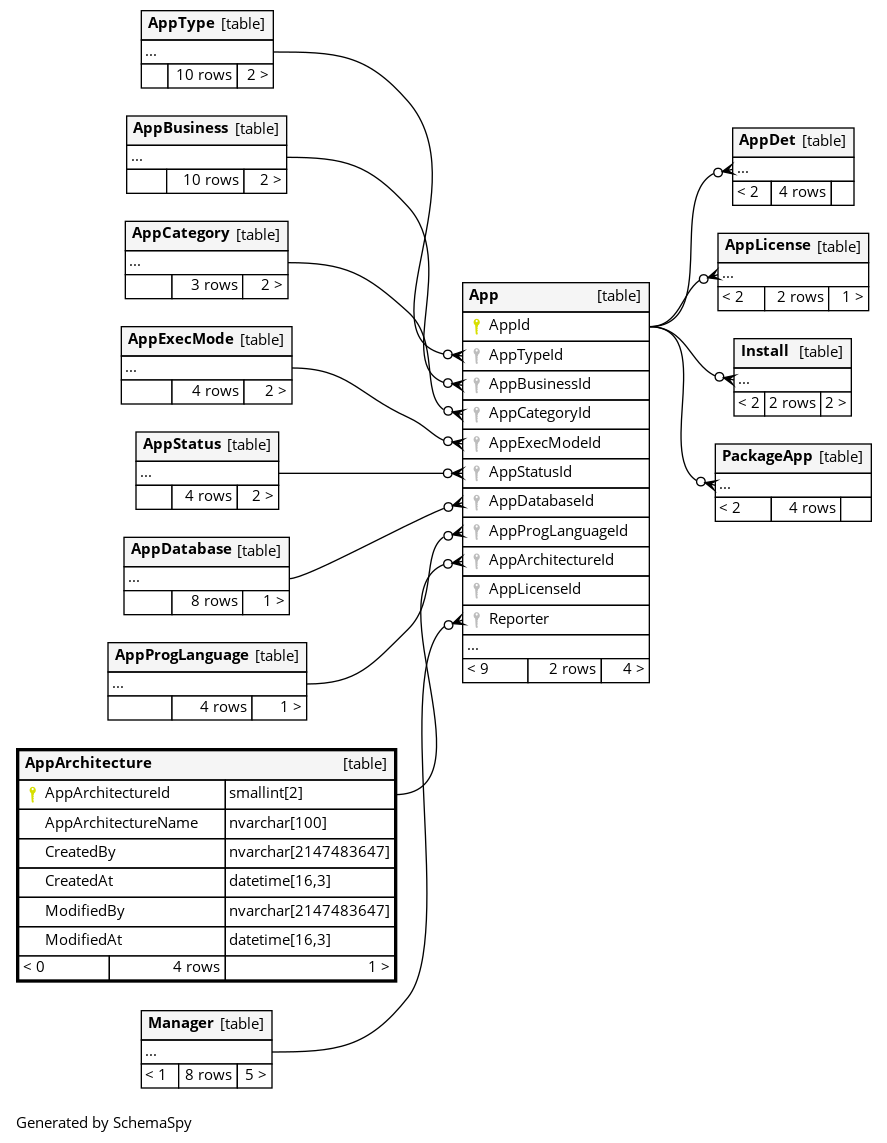 AppType [table]
...
10 rows 2 >
AppBusiness [table]
...
10 rows 2 >
AppCategory [table]
...
3 rows 2 >
AppExecMode [table]
...
4 rows 2 >
AppStatus [table]
...
4 rows 2 >
AppDatabase [table]
...
8 rows 1 >
AppProgLanguage [table]
...
4 rows 1 >
AppArchitecture [table]
AppArchitectureId smallint[2]
AppArchitectureName nvarchar[100]
CreatedBy nvarchar[2147483647]
CreatedAt datetime[16,3]
ModifiedBy nvarchar[2147483647]
ModifiedAt datetime[16,3]
< 0 4 rows 1 >
Manager [table]
...
< 1 8 rows 5 >
App [table]
AppId
AppTypeId
AppBusinessId
AppCategoryId
AppExecModeId
AppStatusId
AppDatabaseId
AppProgLanguageId
AppArchitectureId
AppLicenseId
Reporter
...
< 9 2 rows 4 >
AppDet [table]
...
< 2 4 rows
AppLicense [table]
...
< 2 2 rows 1 >
Install [table]
...
< 2 2 rows 2 >
PackageApp [table]
...
< 2 4 rows
Generated by SchemaSpy